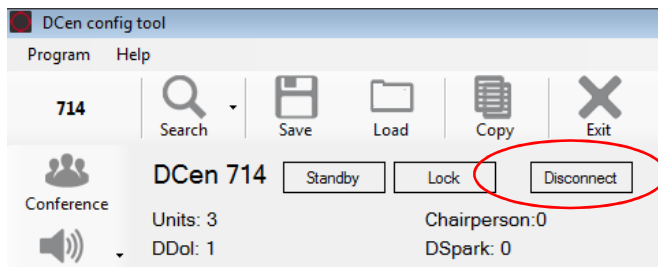 DCen config tool
Program Help
714 Search Save Load Copy Exit
DCen 714 Standby Lock Disconnect
Conference
Units: 3 Chairperson:0
DDol: 1 DSpark: 0